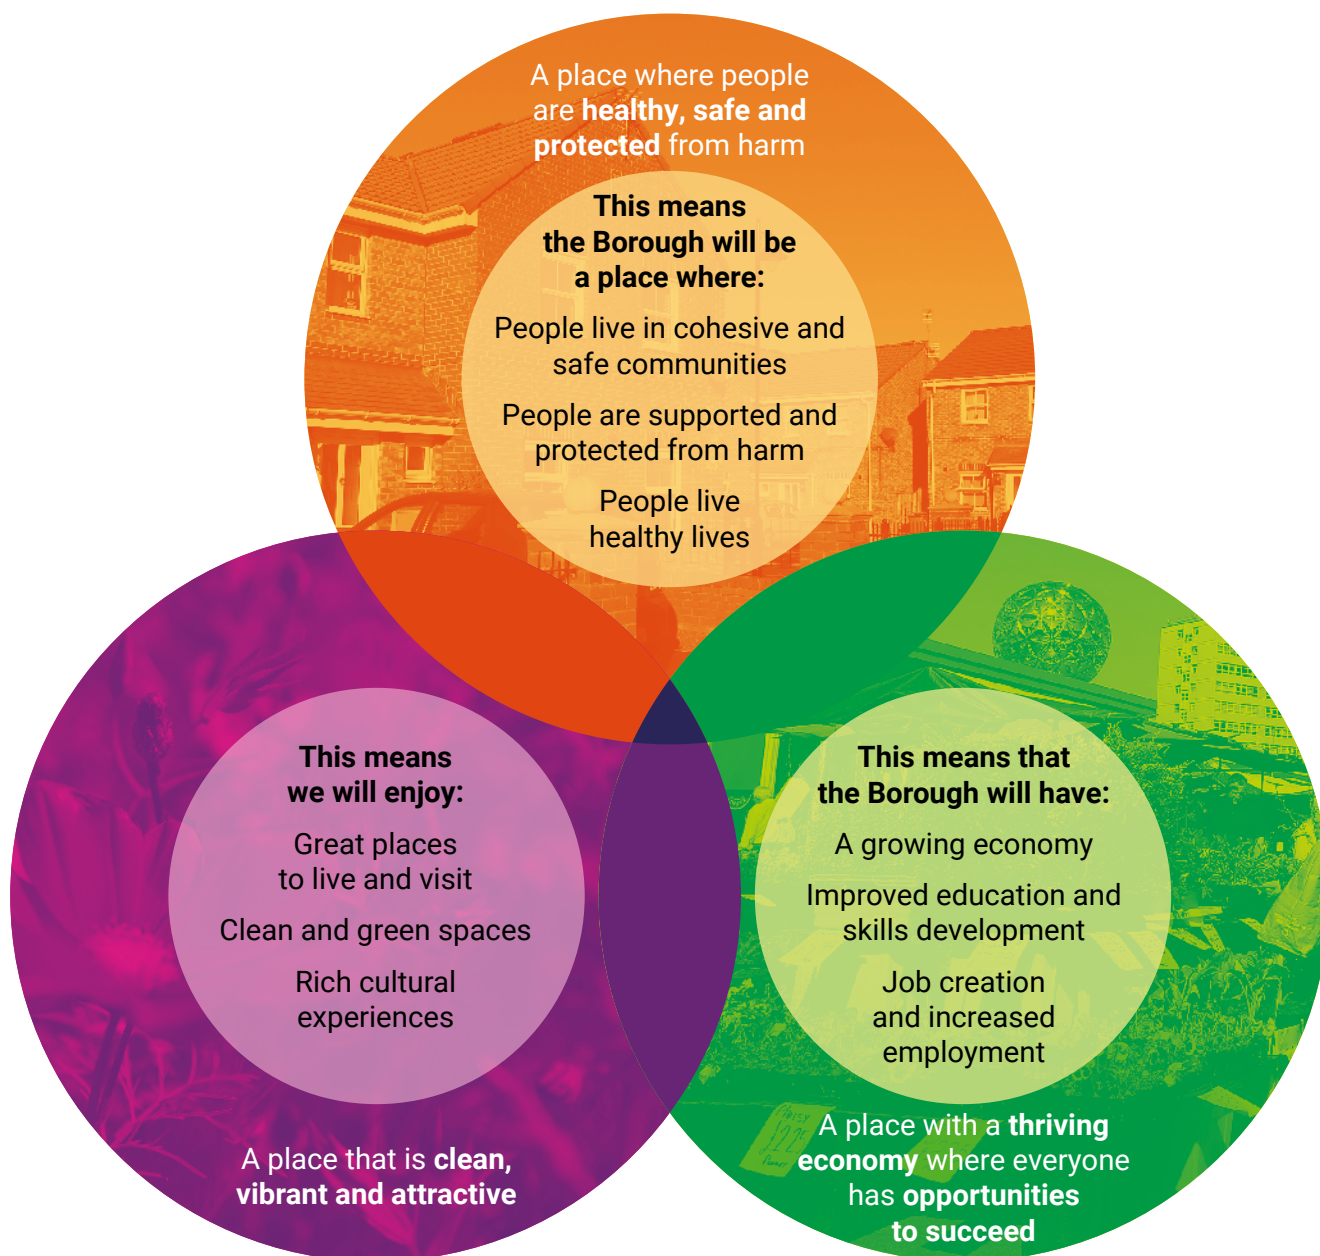 A place where people
are healthy, safe and
protected from harm
This means
the Borough will be
a place where:
People live in cohesive and
safe communities
People are supported and
protected from harm
People live
healthy lives
This means
we will enjoy:
Great places
to live and visit
Clean and green spaces
Rich cultural
experiences
A place that is clean,
vibrant and attractive
This means that
the Borough will have:
A growing economy
Improved education and
skills development
Job creation
and increased
employment
A place with a thriving
economy where everyone
has opportunities
to succeed